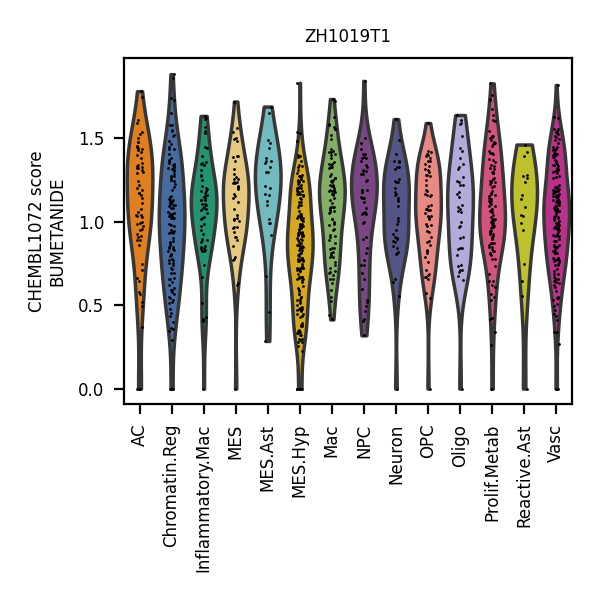 ZH1019T1
CHEMBL1072 score
BUMETANIDE
1.5
1.0
0.5
0.0
AC
Chromatin.Reg
Inflammatory.Mac
MES
MES.Ast
MES.Hyp
Mac
NPC
Neuron
OPC
Oligo
Prolif.Metab
Reactive.Ast
Vasc